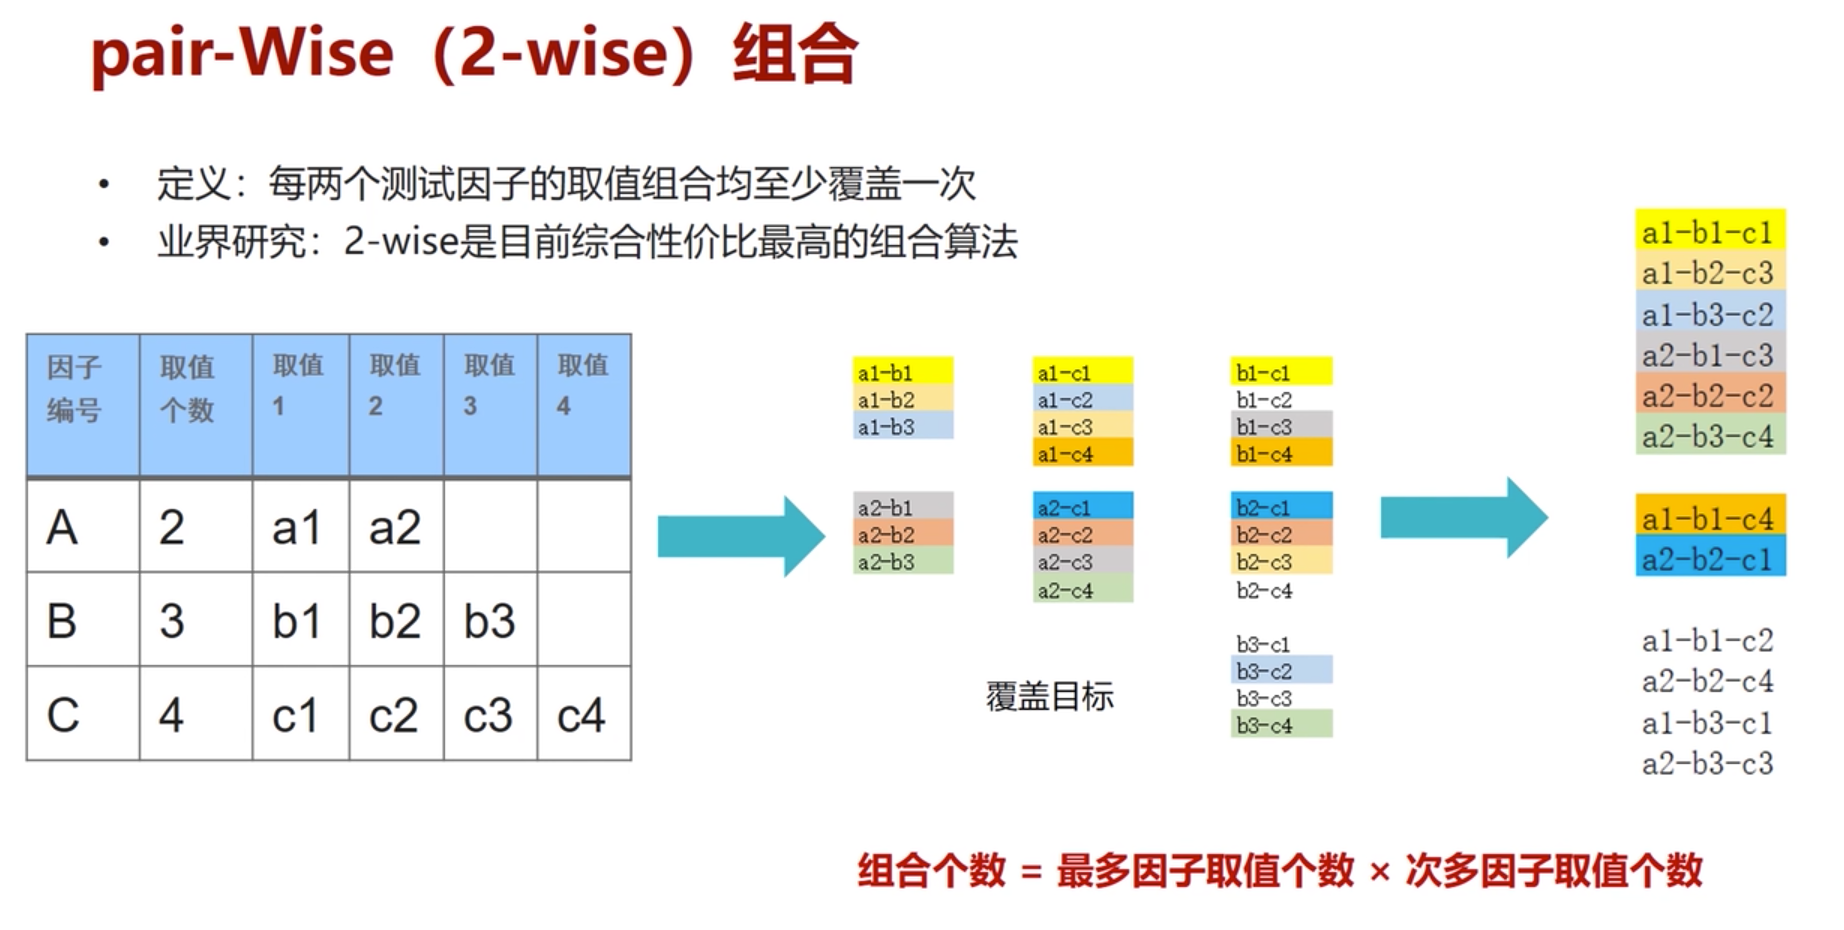 pair-Wise（2-wise）组合
• 定义：每两个测试因子的取值组合均至少覆盖一次
• 业界研究：2-wise是目前综合性价比最高的组合算法
因子编号 取值个数 取值1 取值2 取值3 取值4
A 2 a1 a2
B 3 b1 b2 b3
C 4 c1 c2 c3 c4
a1-b1
a1-b2
a1-b3
a2-b1
a2-b2
a2-b3
a1-c1
a1-c2
a1-c3
a1-c4
a2-c1
a2-c2
a2-c3
a2-c4
b1-c1
b1-c2
b1-c3
b1-c4
b2-c1
b2-c2
b2-c3
b2-c4
b3-c1
b3-c2
b3-c3
b3-c4
覆盖目标
a1-b1-c1
a1-b2-c3
a1-b3-c2
a2-b1-c3
a2-b2-c2
a2-b3-c4
a1-b1-c4
a2-b2-c1
a1-b1-c2
a2-b2-c4
a1-b3-c1
a2-b3-c3
组合个数 = 最多因子取值个数 × 次多因子取值个数